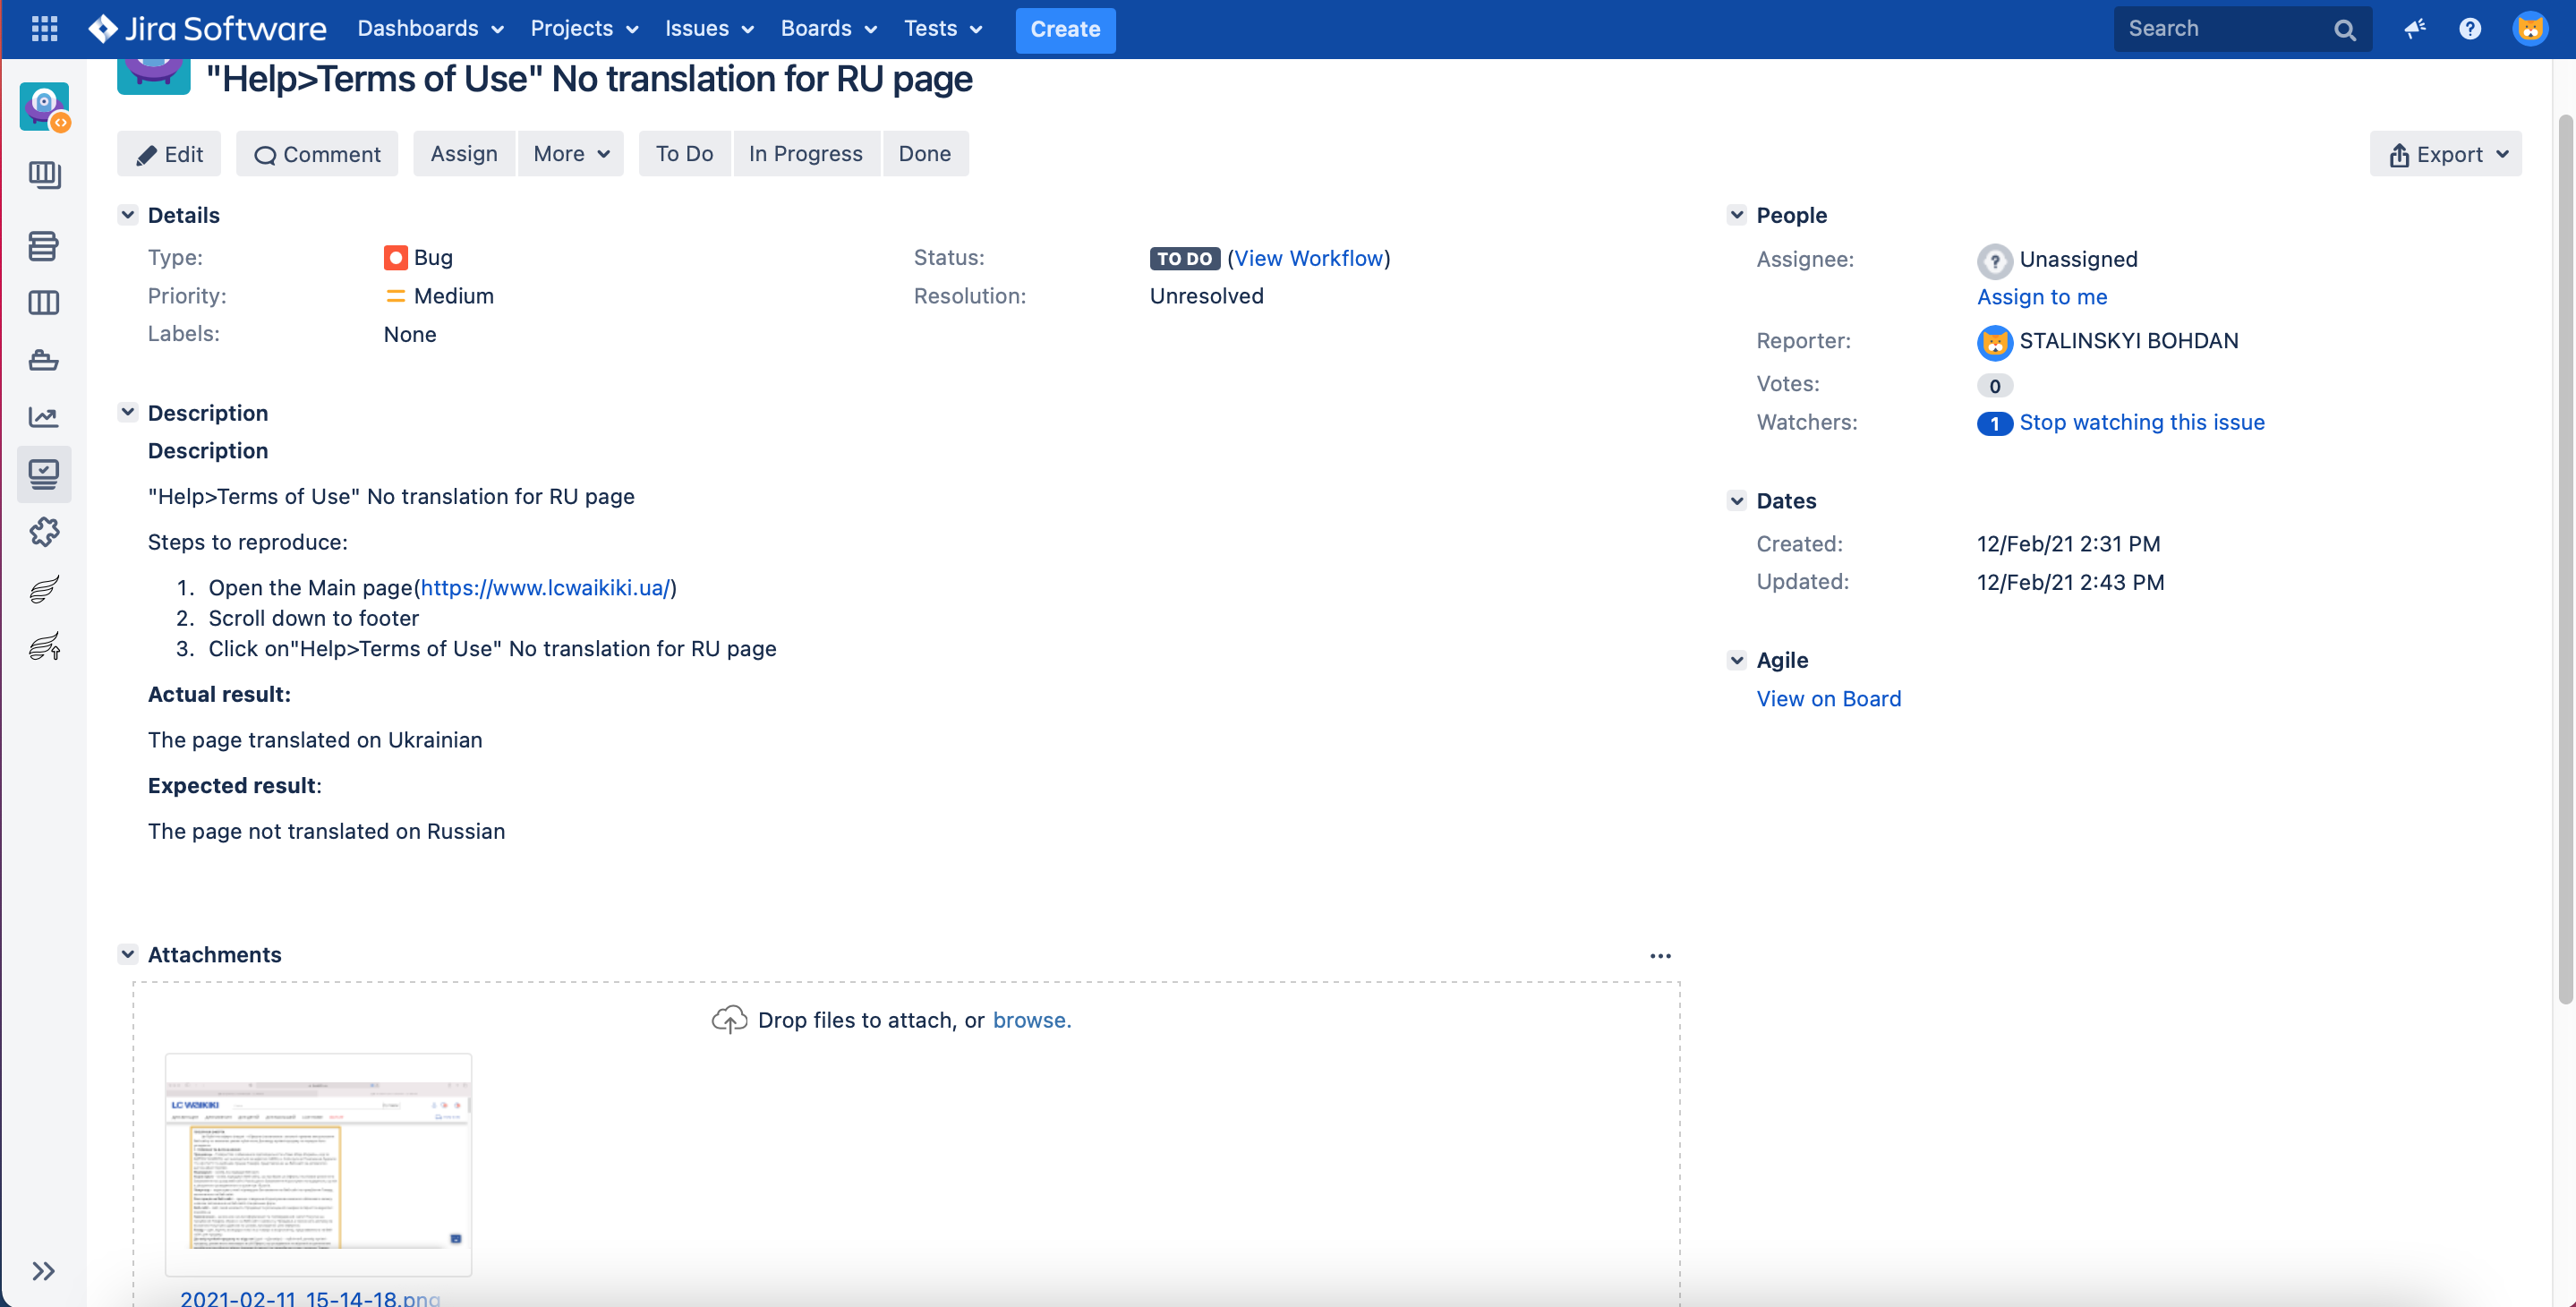 Jira Software Dashboards Projects Issues Boards Tests Create Search
"Help>Terms of Use" No translation for RU page
Edit Comment Assign More To Do In Progress Done Export
Details
Type: Bug
Status: TO DO (View Workflow)
Priority: Medium
Resolution: Unresolved
Labels: None
Description
Description
"Help>Terms of Use" No translation for RU page
Steps to reproduce:
1. Open the Main page(https://www.lcwaikiki.ua/)
2. Scroll down to footer
3. Click on"Help>Terms of Use" No translation for RU page
Actual result:
The page translated on Ukrainian
Expected result:
The page not translated on Russian
Attachments
Drop files to attach, or browse.
LC WAIKIKI
2021-02-11_15-14-18.png
People
Assignee: Unassigned
Assign to me
Reporter: STALINSKYI BOHDAN
Votes: 0
Watchers: 1 Stop watching this issue
Dates
Created: 12/Feb/21 2:31 PM
Updated: 12/Feb/21 2:43 PM
Agile
View on Board